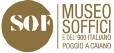 SOF
MUSEO
SOFFICI
E DEL '900 ITALIANO
POGGIO A CAIANO